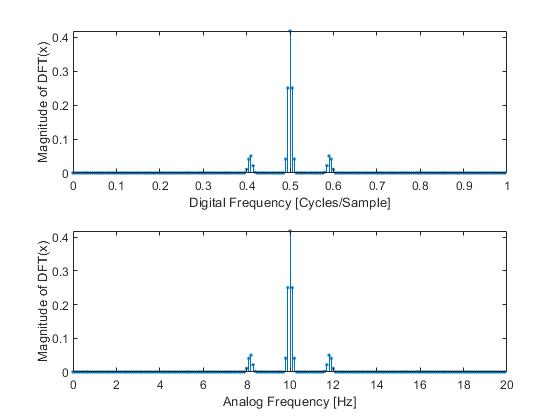 Magnitude of DFT(x)
0.4
0.3
0.2
0.1
0
0 0.1 0.2 0.3 0.4 0.5 0.6 0.7 0.8 0.9 1
Digital Frequency [Cycles/Sample]
Magnitude of DFT(x)
0.4
0.3
0.2
0.1
0
0 2 4 6 8 10 12 14 16 18 20
Analog Frequency [Hz]